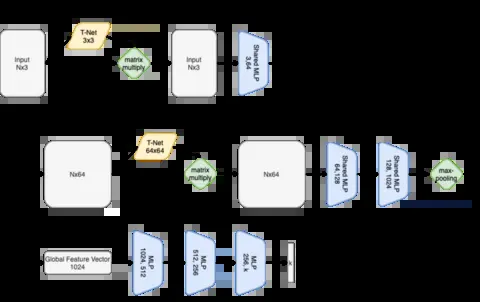 Input
Nx3
T-Net
3x3
matrix
multiply
Input
Nx3
Shared MLP
3,64
Nx64
T-Net
64x64
matrix
multiply
Nx64
Shared MLP
64,128
Shared MLP
128, 1024
max-
pooling
Global Feature Vector
1024
MLP
1024, 512
MLP
512, 256
MLP
256, k
k